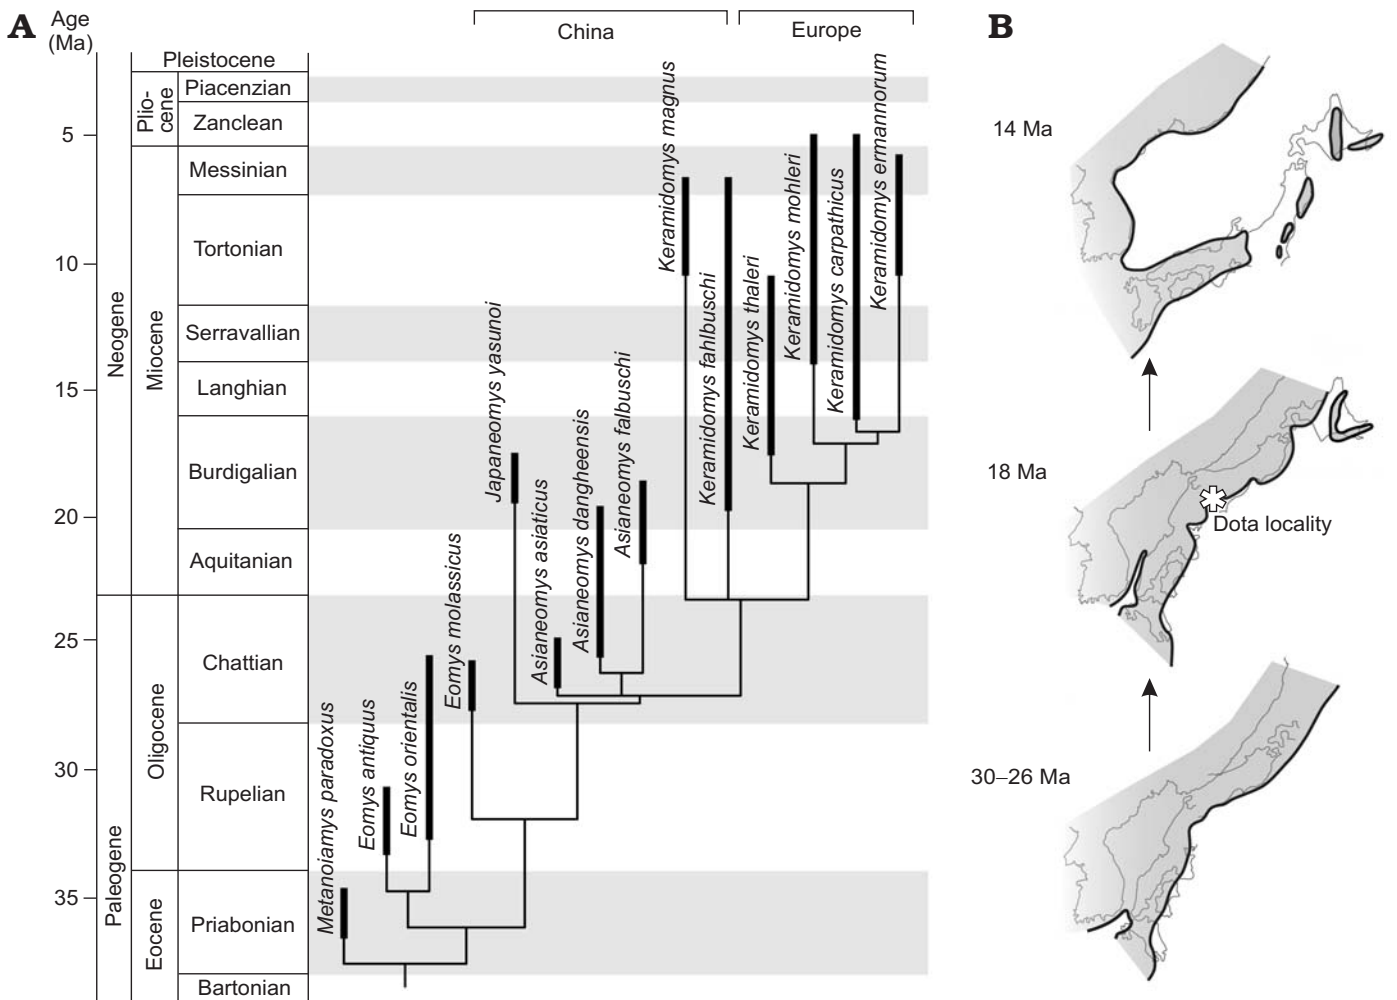 A
Age
(Ma)
China
Europe
B
Pleistocene
Plio-
cene
Piacenzian
Zanclean
5
Messinian
Tortonian
10
Neogene
Miocene
Serravallian
Langhian
15
Burdigalian
20
Aquitanian
25
Chattian
Oligocene
30
Rupelian
Paleogene
35
Priabonian
Eocene
Bartonian
Metanoiamys paradoxus
Eomys antiquus
Eomys orientalis
Eomys molassicus
Japaneomys yasunoi
Asianeomys asiaticus
Asianeomys dangheensis
Asianeomys falbuschi
Keramidomys magnus
Keramidomys fahlbuschi
Keramidomys thaleri
Keramidomys mohleri
Keramidomys carpathicus
Keramidomys ermannorum
14 Ma
18 Ma
Dota locality
30–26 Ma